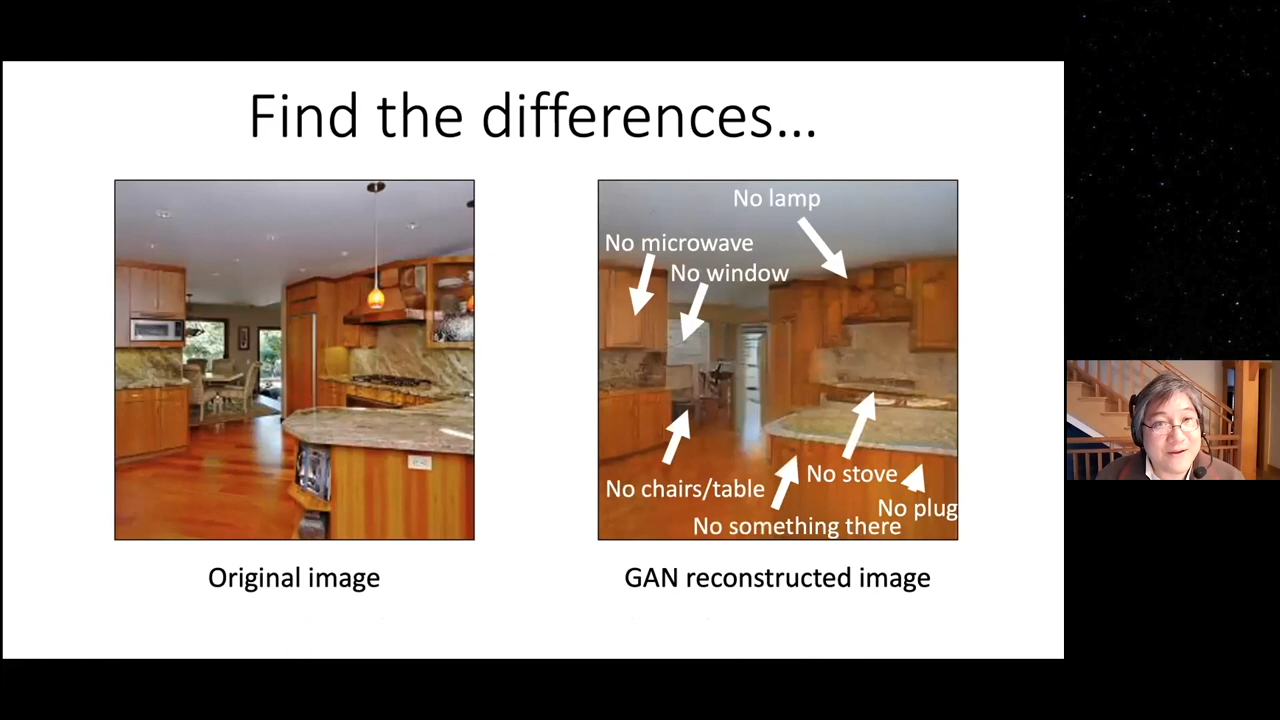 Find the differences...
No lamp
No microwave
No window
No stove
No chairs/table
No plug
No something there
Original image
GAN reconstructed image